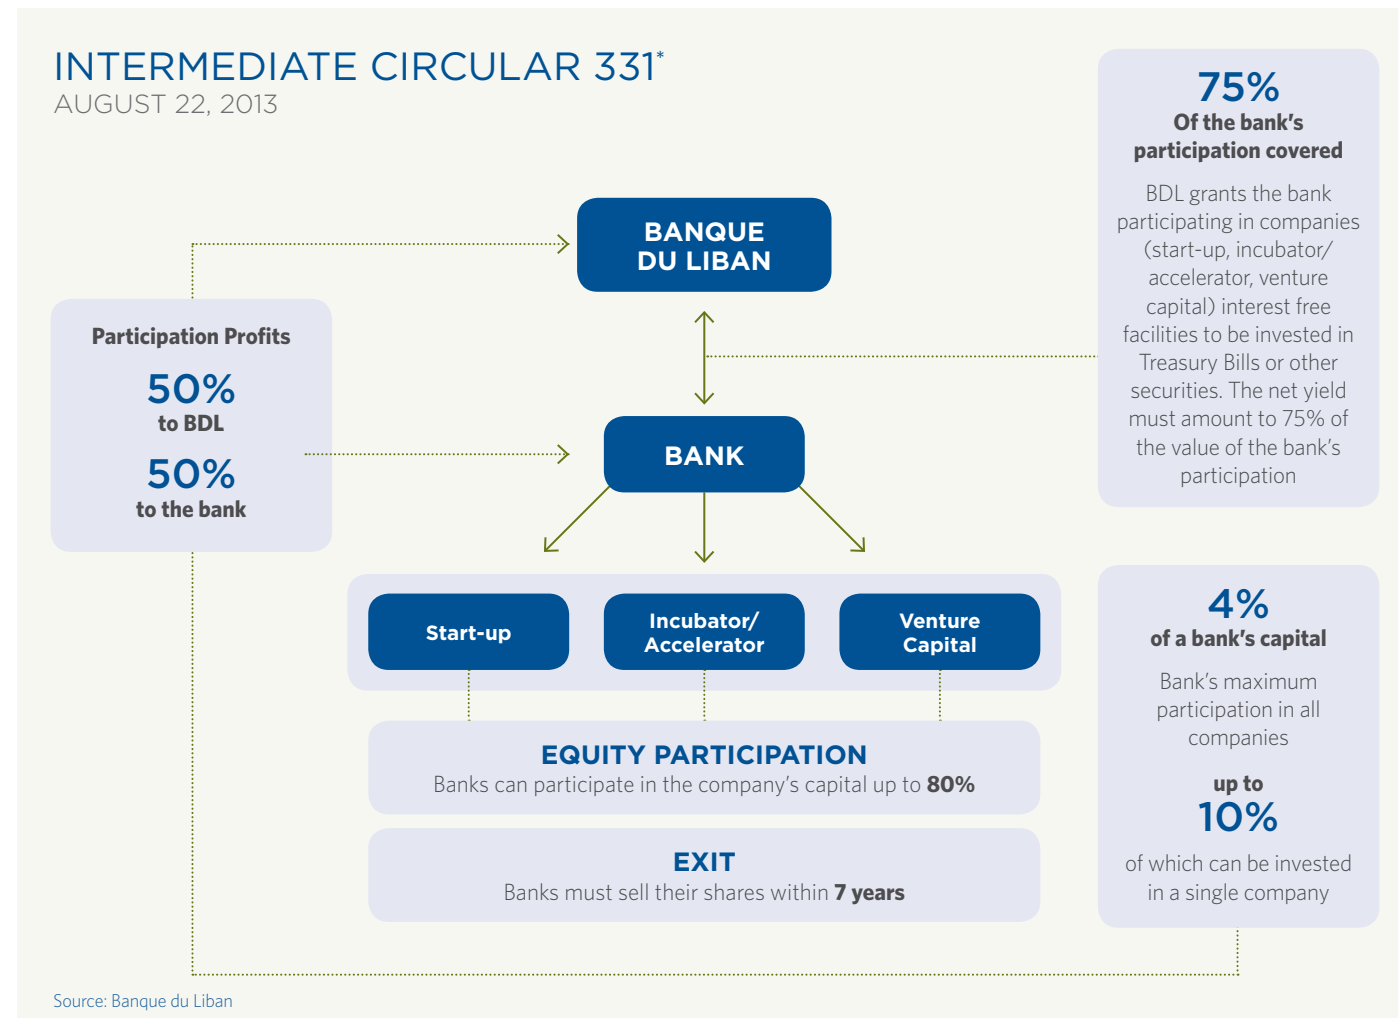 INTERMEDIATE CIRCULAR 331*
AUGUST 22, 2013
75%
Of the bank's
participation covered
BDL grants the bank
participating in companies
(start-up, incubator/
accelerator, venture
capital) interest free
facilities to be invested in
Treasury Bills or other
securities. The net yield
must amount to 75% of
the value of the bank's
participation
BANQUE
DU LIBAN
Participation Profits
50%
to BDL
50%
to the bank
BANK
Start-up
Incubator/
Accelerator
Venture
Capital
EQUITY PARTICIPATION
Banks can participate in the company's capital up to 80%
EXIT
Banks must sell their shares within 7 years
4%
of a bank's capital
Bank's maximum
participation in all
companies
up to
10%
of which can be invested
in a single company
Source: Banque du Liban